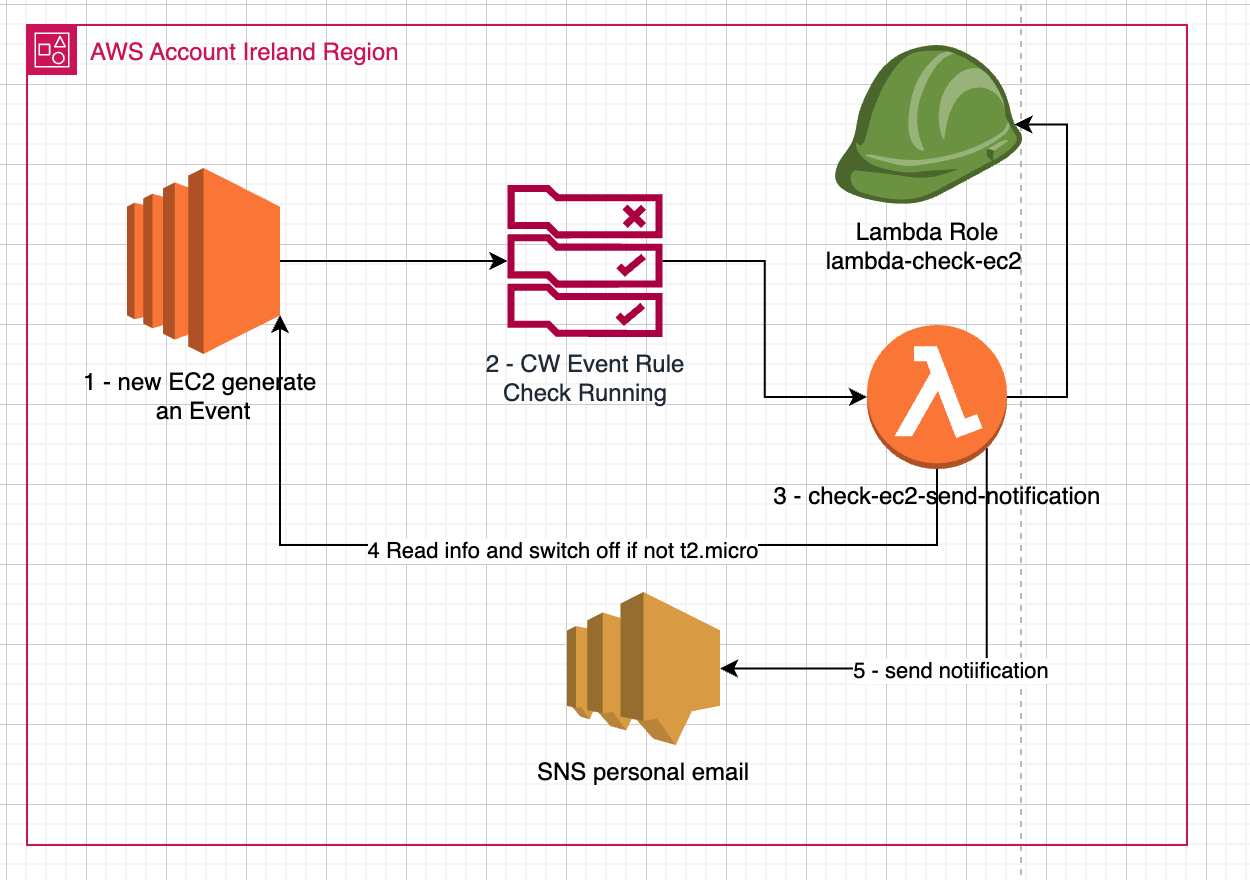 AWS Account Ireland Region
Lambda Role
lambda-check-ec2
1 - new EC2 generate
an Event
2 - CW Event Rule
Check Running
3 - check-ec2-send-notification
4 Read info and switch off if not t2.micro
5 - send notiification
SNS personal email